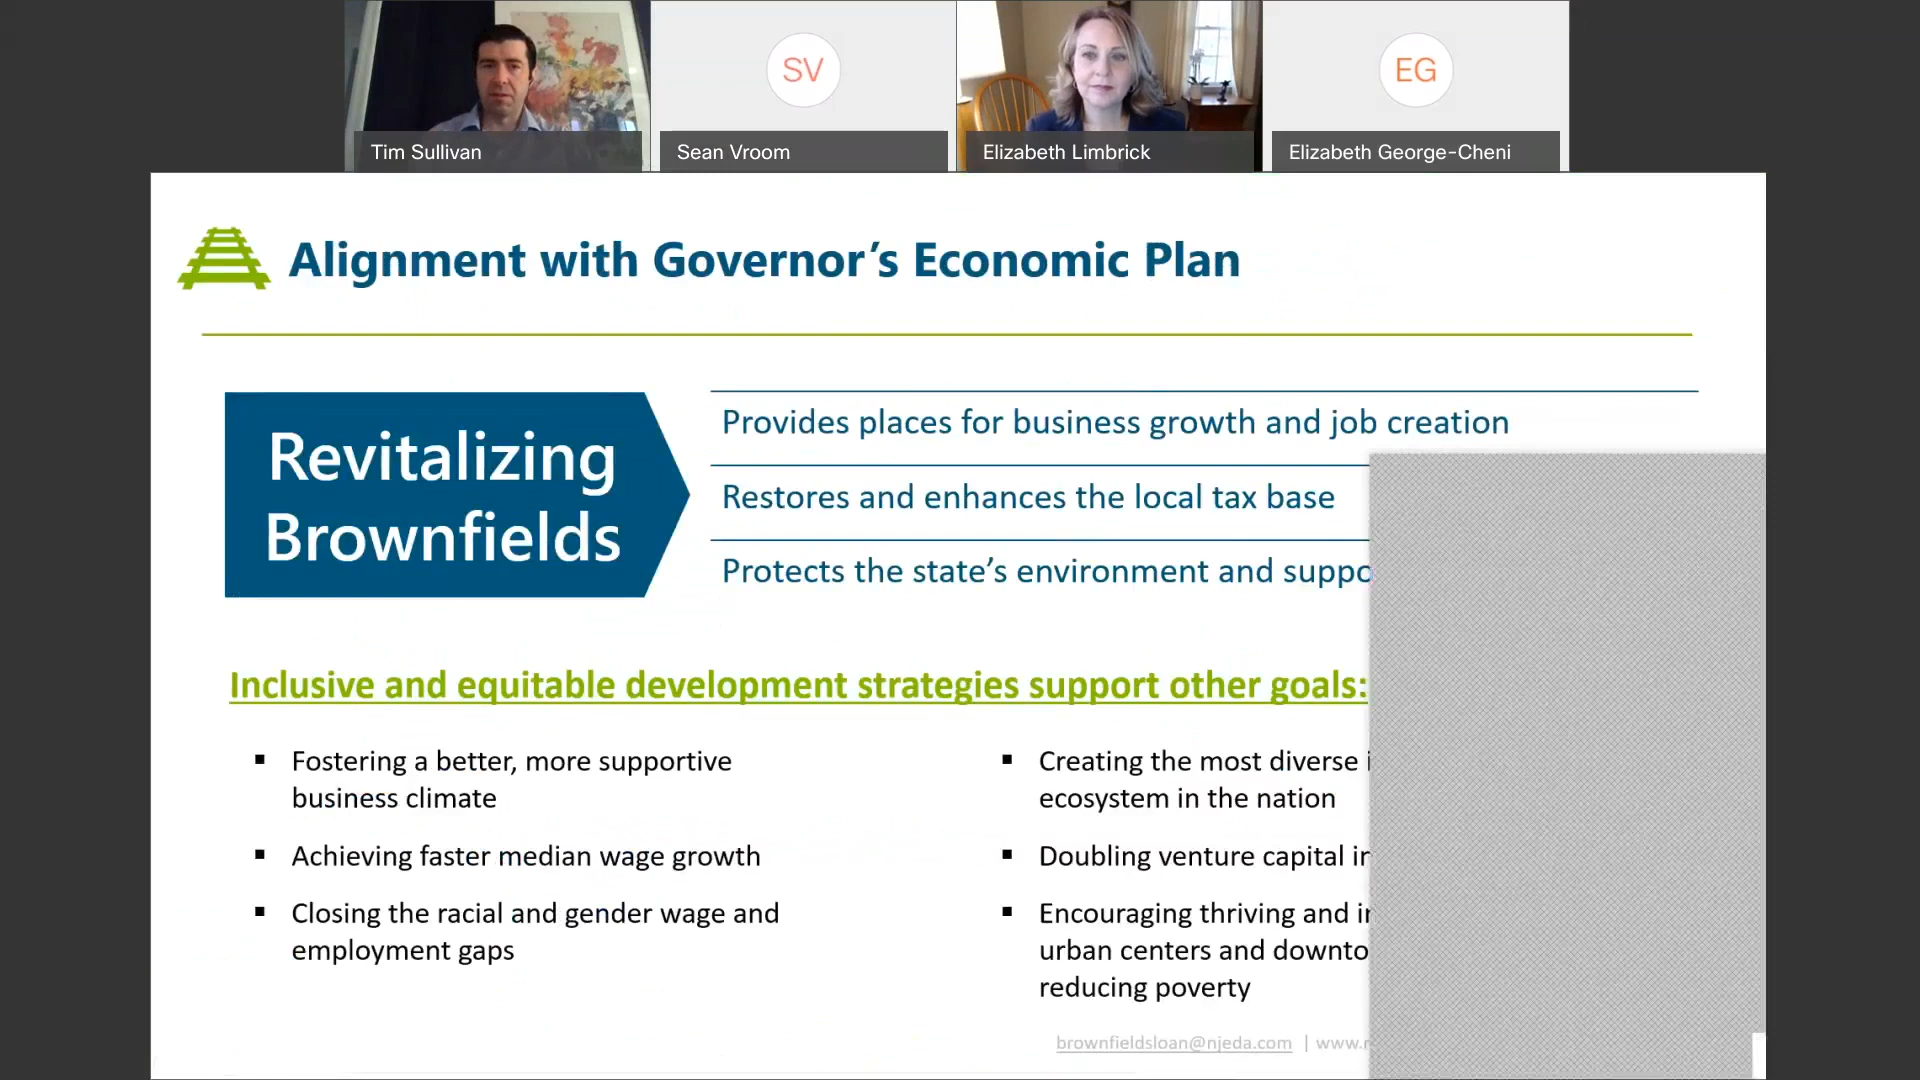 SV
EG
Tim Sullivan
Sean Vroom
Elizabeth Limbrick
Elizabeth George-Cheni
Alignment with Governor’s Economic Plan
Revitalizing
Brownfields
Provides places for business growth and job creation
Restores and enhances the local tax base
Protects the state’s environment and
Inclusive and equitable development strategies support other goals:
▪ Fostering a better, more supportive
business climate
▪ Achieving faster median wage growth
▪ Closing the racial and gender wage and
employment gaps
▪ Creating the most diverse
ecosystem in the nation
▪ Doubling venture capital
▪ Encouraging thriving and
urban centers and
reducing poverty
brownfieldsloan@njeda.com |